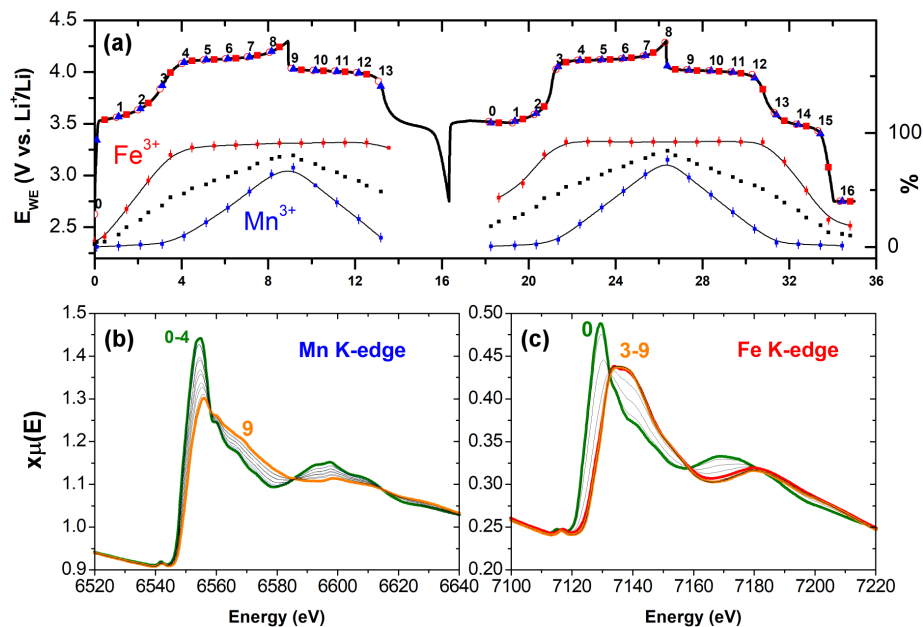 (a)
4.5
4.0
3.5
3.0
2.5
E_WE (V vs. Li⁺/Li)
0 1 2 3 4 5 6 7 8 9 10 11 12 13
0 1 2 3 4 5 6 7 8 9 10 11 12 13 14 15 16
Fe³⁺
Mn³⁺
100
0
%
0 4 8 12 16 20 24 28 32 36
(b)
0-4
Mn K-edge
9
1.5
1.4
1.3
1.2
1.1
1.0
0.9
xμ(E)
6520 6540 6560 6580 6600 6620 6640
Energy (eV)
(c)
0
3-9
Fe K-edge
0.50
0.45
0.40
0.35
0.30
0.25
0.20
7100 7120 7140 7160 7180 7200 7220
Energy (eV)